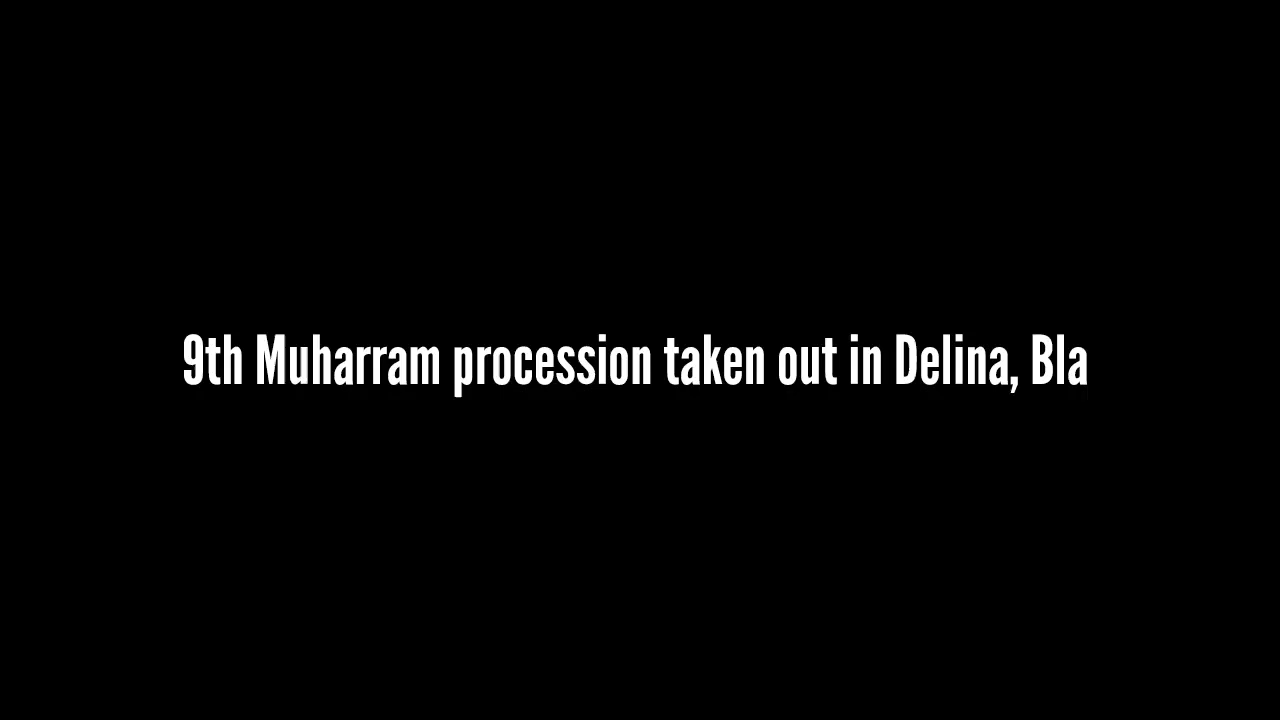 9th Muharram procession taken out in Delina, Bla